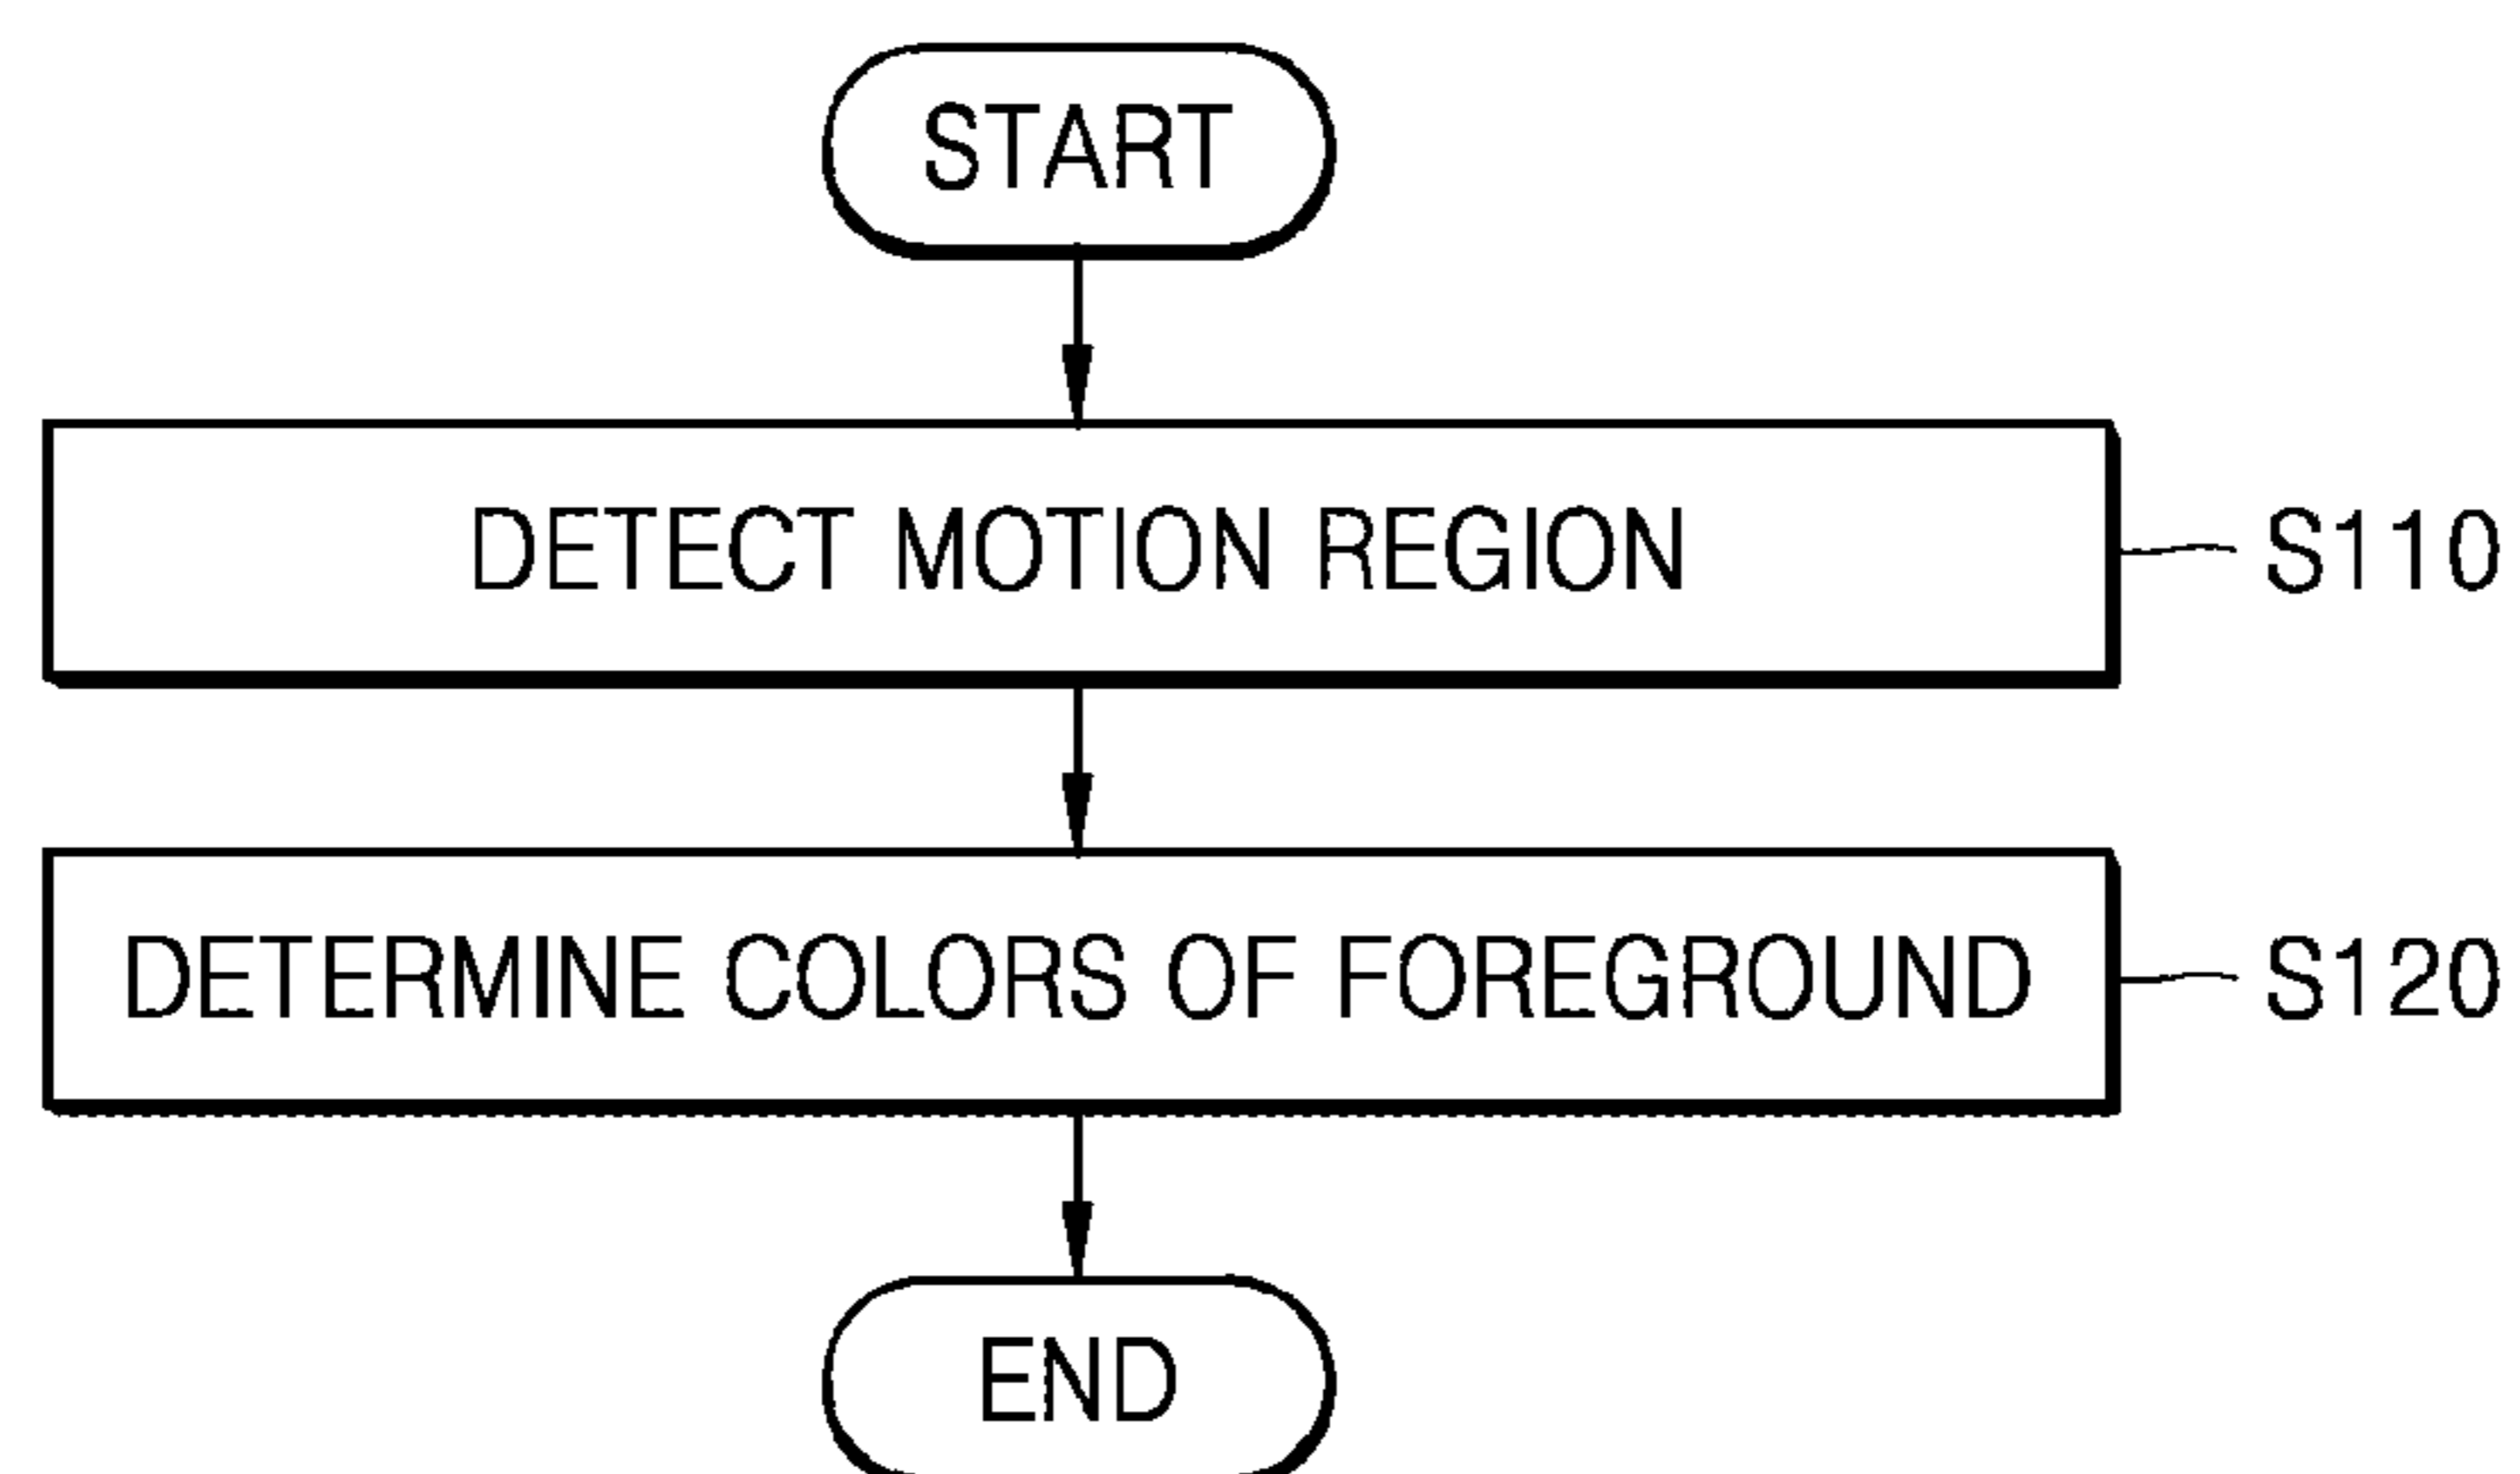 START
DETECT MOTION REGION
S110
DETERMINE COLORS OF FOREGROUND
S120
END